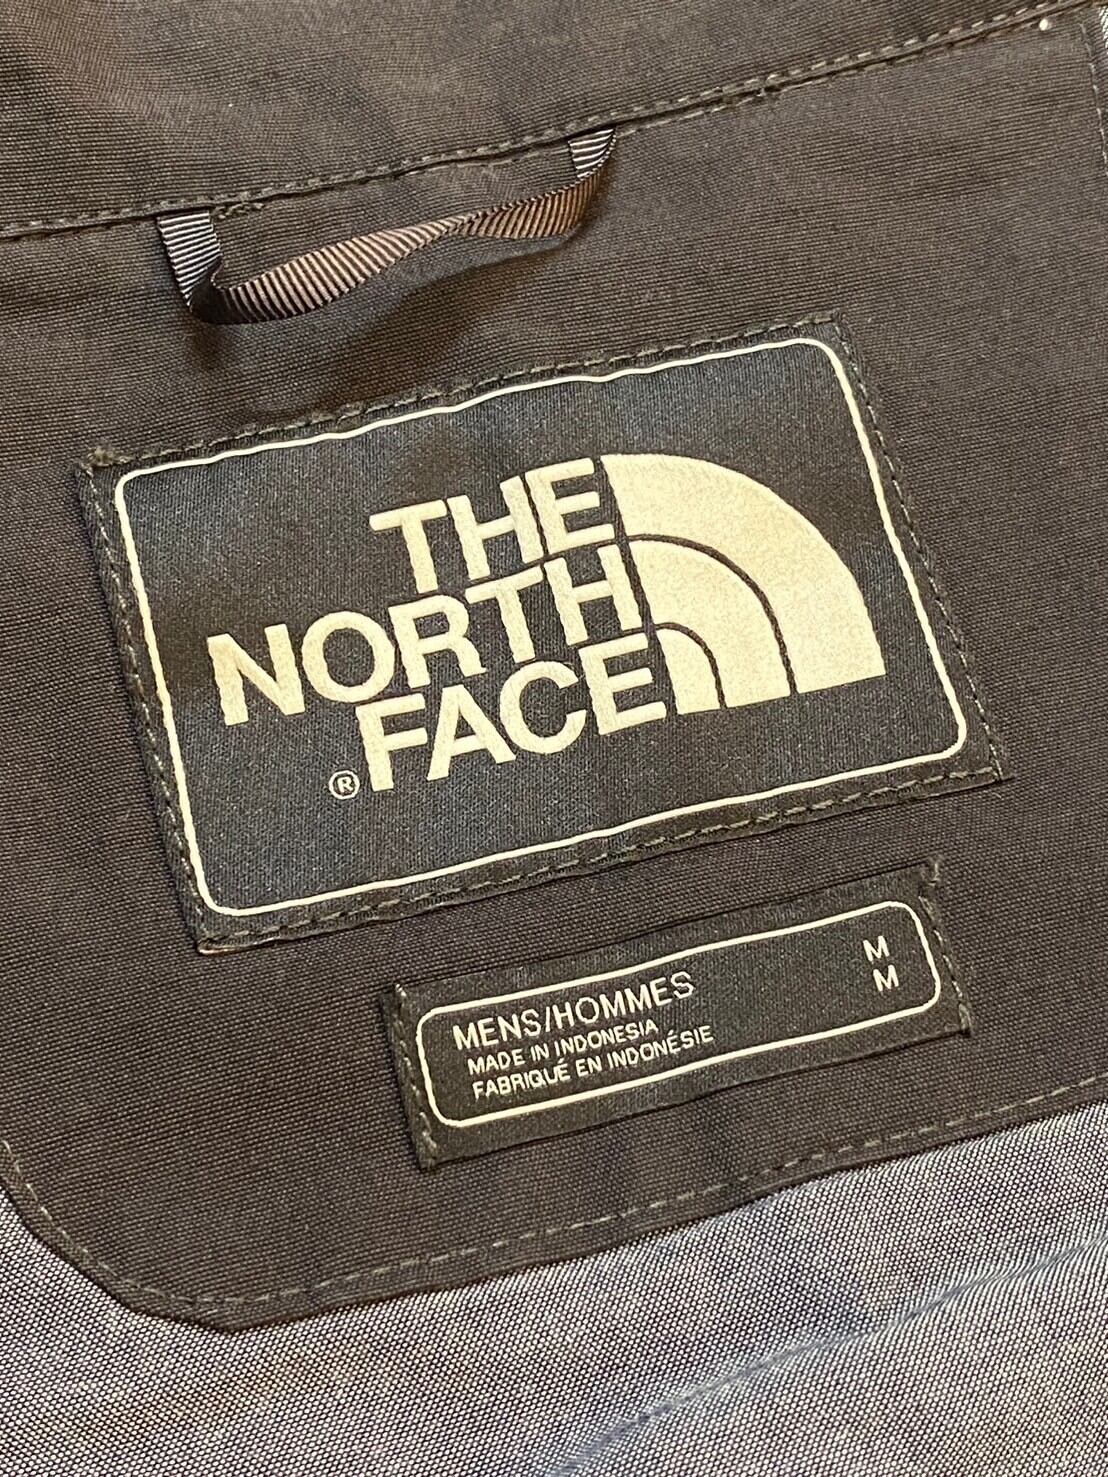 THE
NORTH
FACE
®
MENS/HOMMES
MADE IN INDONESIA
FABRIQUÉ EN INDONÉSIE
M
M